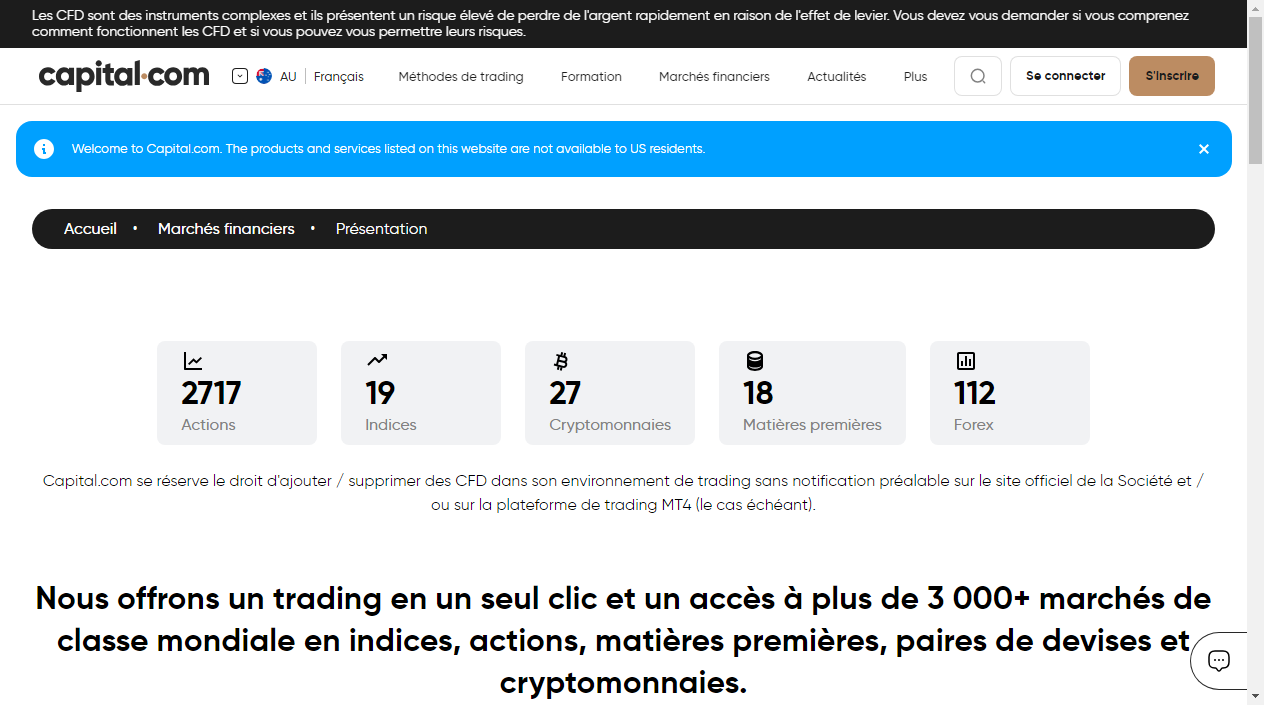 Les CFD sont des instruments complexes et ils présentent un risque élevé de perdre de l'argent rapidement en raison de l'effet de levier. Vous devez vous demander si vous comprenez
comment fonctionnent les CFD et si vous pouvez vous permettre leurs risques.
capital.com AU Français Méthodes de trading Formation Marchés financiers Actualités Plus Se connecter S'inscrire
Welcome to Capital.com. The products and services listed on this website are not available to US residents.
Accueil • Marchés financiers • Présentation
2717 19 27 18 112
Actions Indices Cryptomonnaies Matières premières Forex
Capital.com se réserve le droit d'ajouter / supprimer des CFD dans son environnement de trading sans notification préalable sur le site officiel de la Société et /
ou sur la plateforme de trading MT4 (le cas échéant).
Nous offrons un trading en un seul clic et un accès à plus de 3 000+ marchés de
classe mondiale en indices, actions, matières premières, paires de devises et
cryptomonnaies.